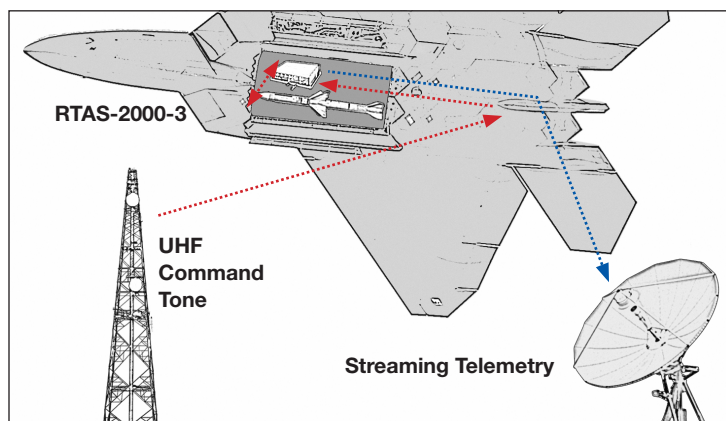 RTAS-2000-3
UHF
Command
Tone
Streaming Telemetry